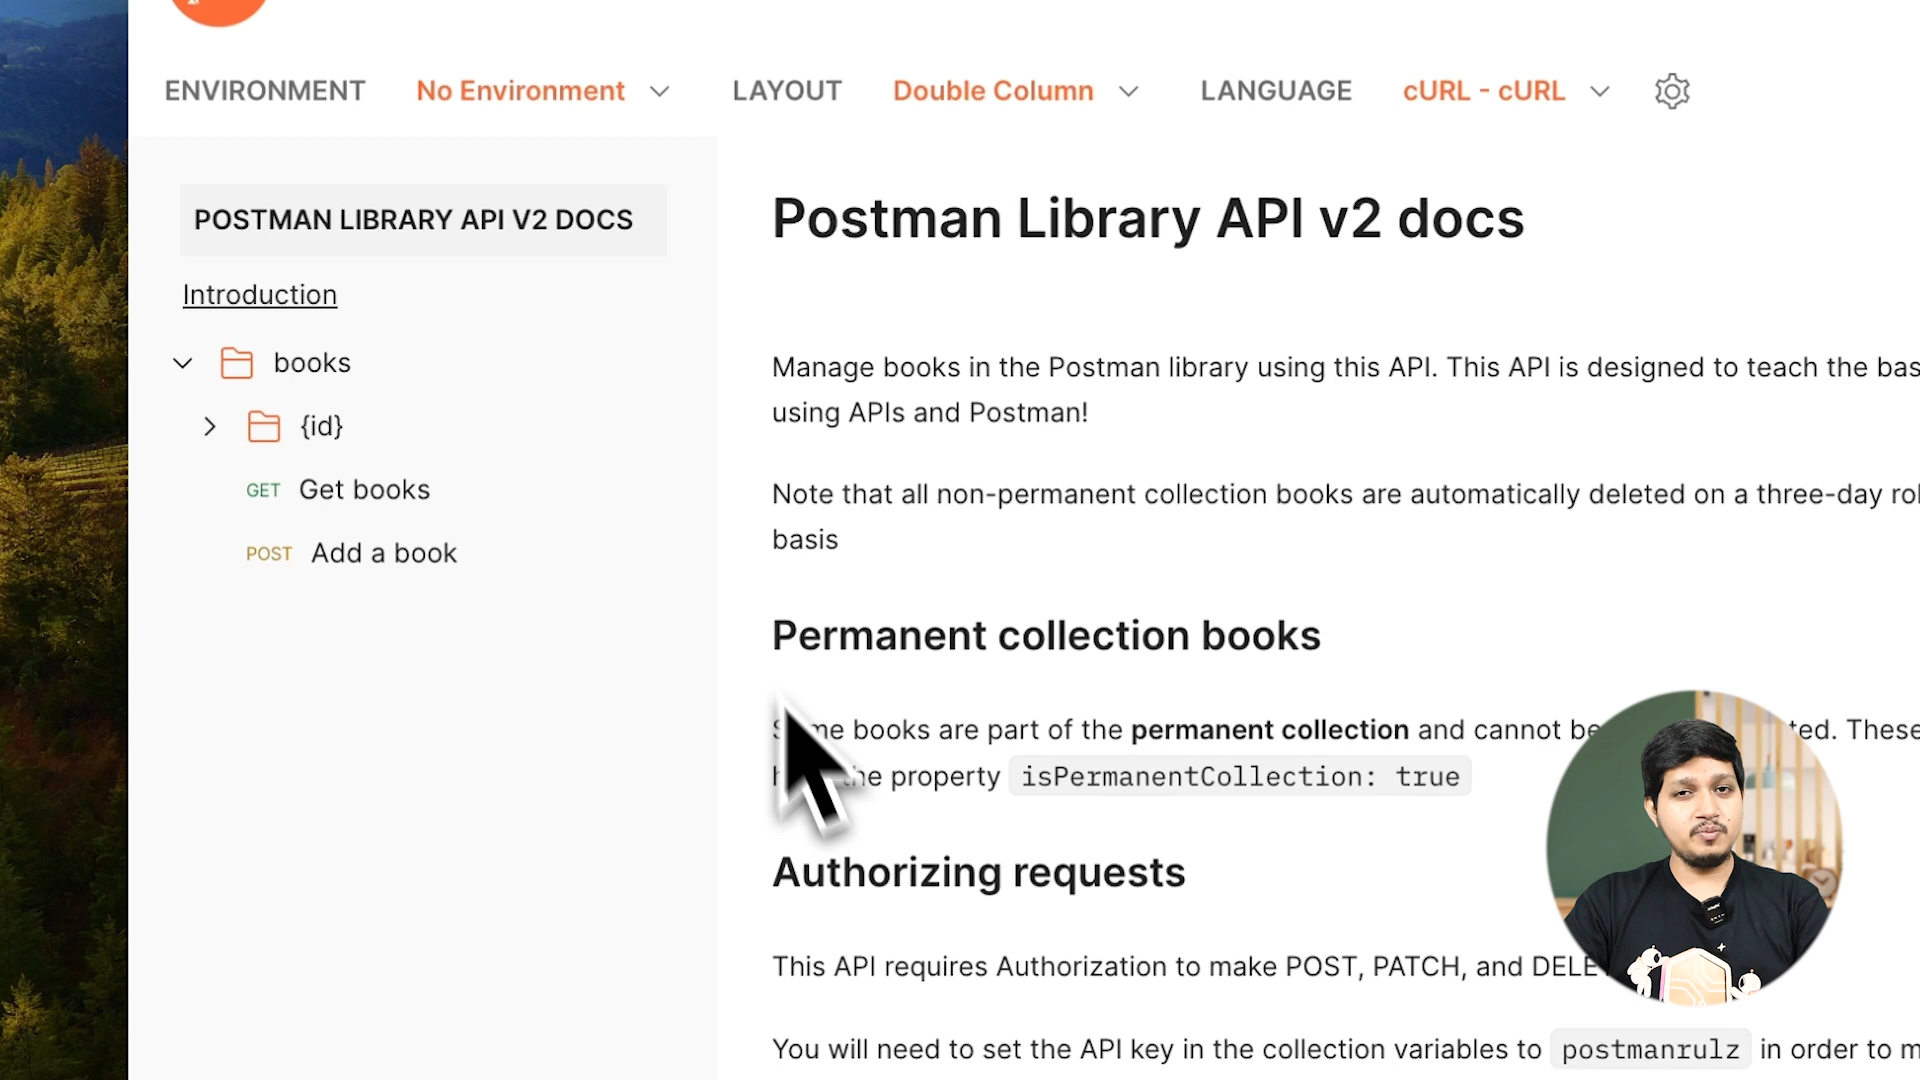 ENVIRONMENT No Environment LAYOUT Double Column LANGUAGE cURL - cURL
POSTMAN LIBRARY API V2 DOCS
Introduction
books
{id}
GET Get books
POST Add a book
Postman Library API v2 docs
Manage books in the Postman library using this API. This API is designed to teach the
using APIs and Postman!
Note that all non-permanent collection books are automatically deleted on a three-day
basis
Permanent collection books
books are part of the permanent collection and cannot These
the property isPermanentCollection: true
Authorizing requests
This API requires Authorization to make POST, PATCH, and
You will need to set the API key in the collection variables to postmanrulz in order to